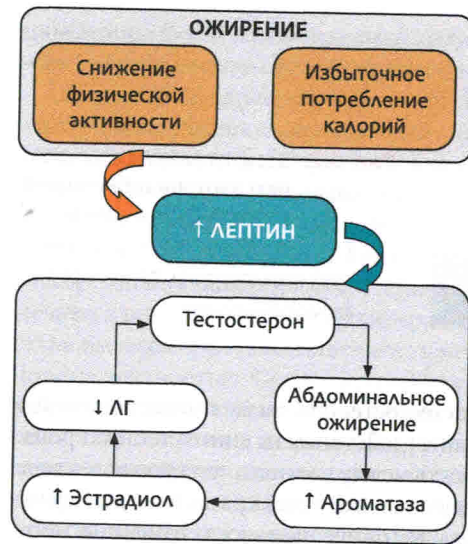 ОЖИРЕНИЕ
Снижение
физической
активности
Избыточное
потребление
калорий
↑ ЛЕПТИН
Тестостерон
↓ ЛГ
Абдоминальное
ожирение
↑ Эстрадиол
↑ Ароматаза